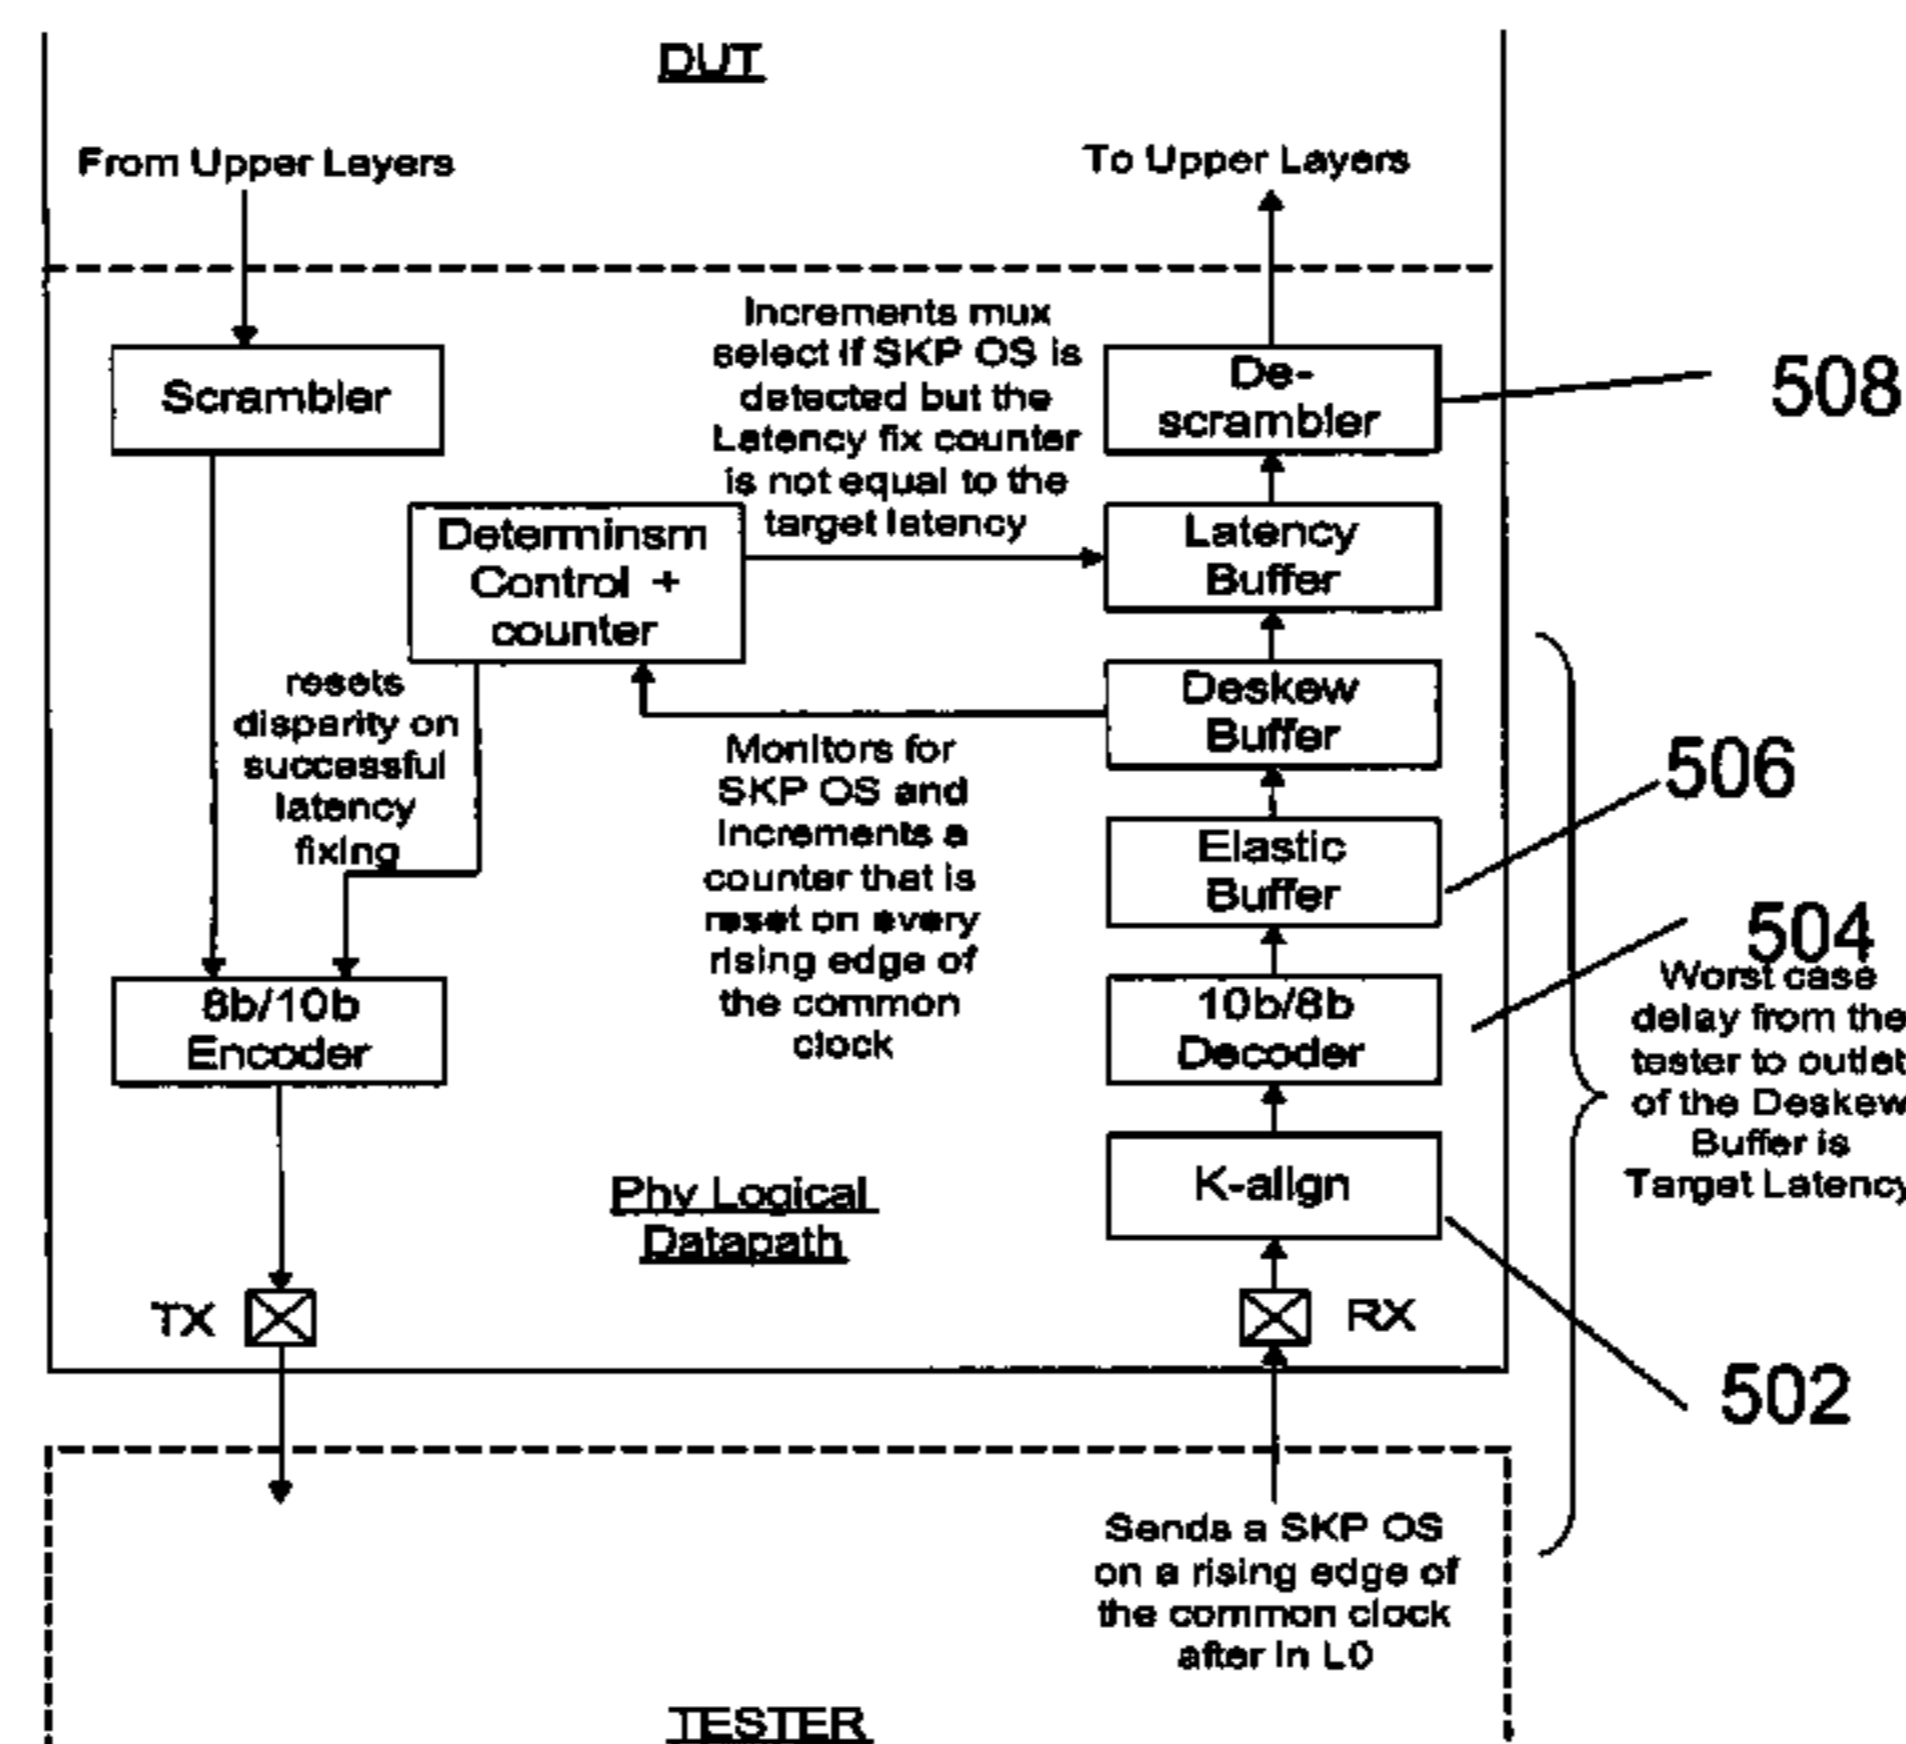 DUT
From Upper Layers
To Upper Layers
Scrambler
Increments mux
select if SKP OS is
detected but the
Latency fix counter
is not equal to the
target latency
De-
scrambler
508
Determinsm
Control +
counter
Latency
Buffer
resets
disparity on
successful
latency
fixing
Monitors for
SKP OS and
increments a
counter that is
reset on every
rising edge of
the common
clock
Deskew
Buffer
506
Elastic
Buffer
504
8b/10b
Encoder
10b/8b
Decoder
Worst case
delay from the
tester to outlet
of the Deskew
Buffer is
Target Latency
K-align
Phy Logical
Datapath
TX
RX
502
Sends a SKP OS
on a rising edge of
the common clock
after in L0
TESTER